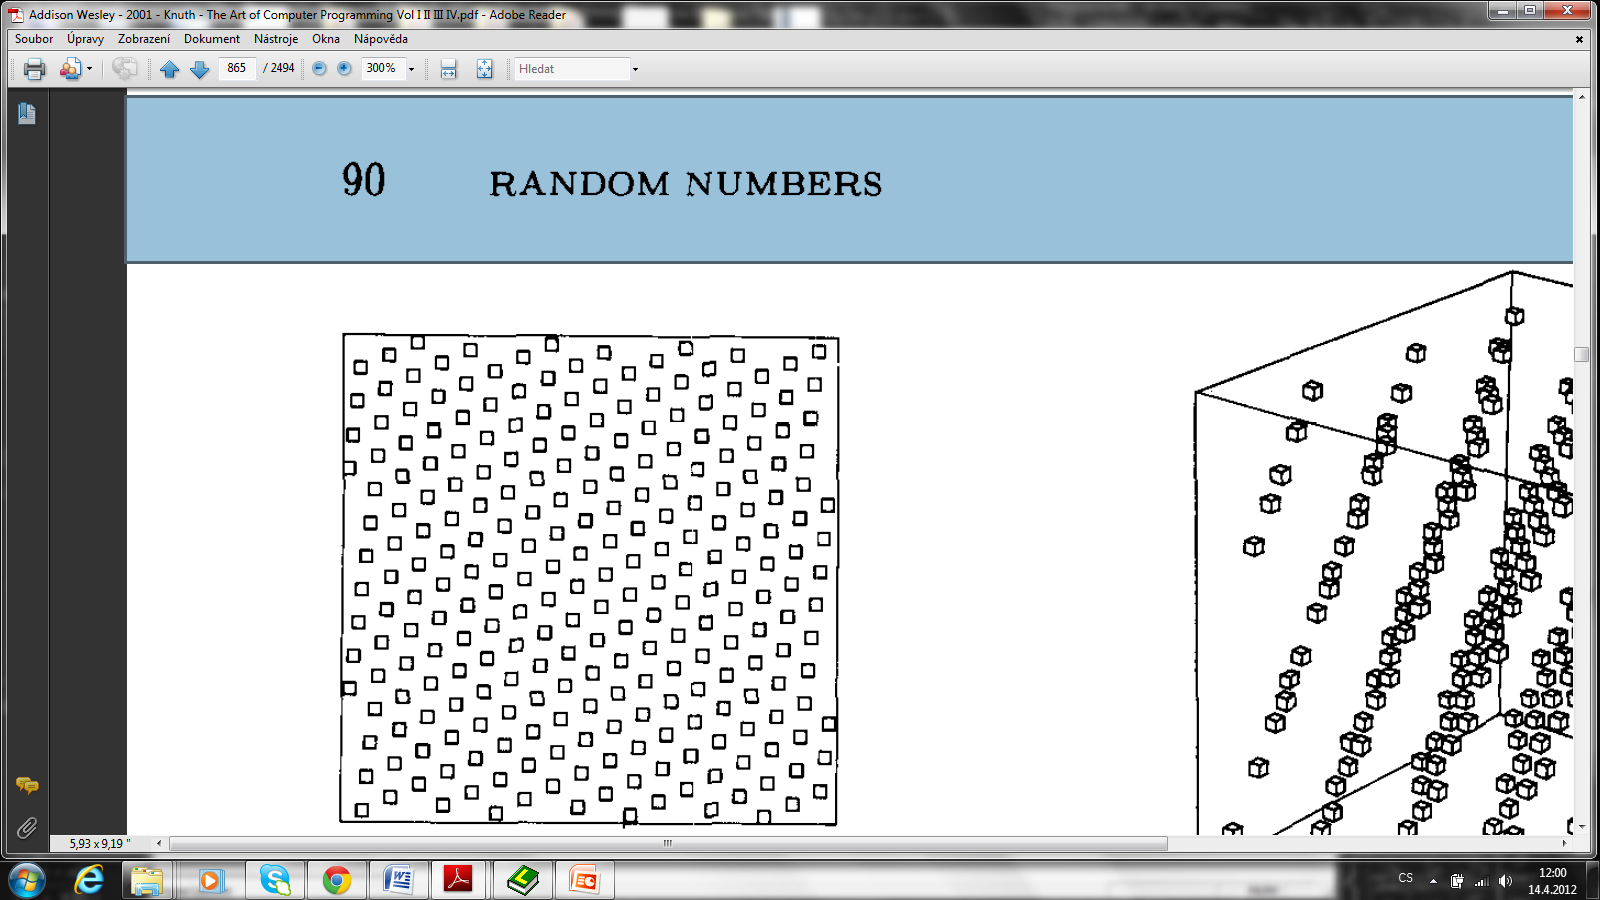 Addison Wesley - 2001 - Knuth - The Art of Computer Programming Vol I II III IV.pdf - Adobe Reader
Soubor Úpravy Zobrazení Dokument Nástroje Okna Nápověda
865 / 2494 300% Hledat
90 RANDOM NUMBERS
5,93 x 9,19 "
CS 12:00
14.4.2012